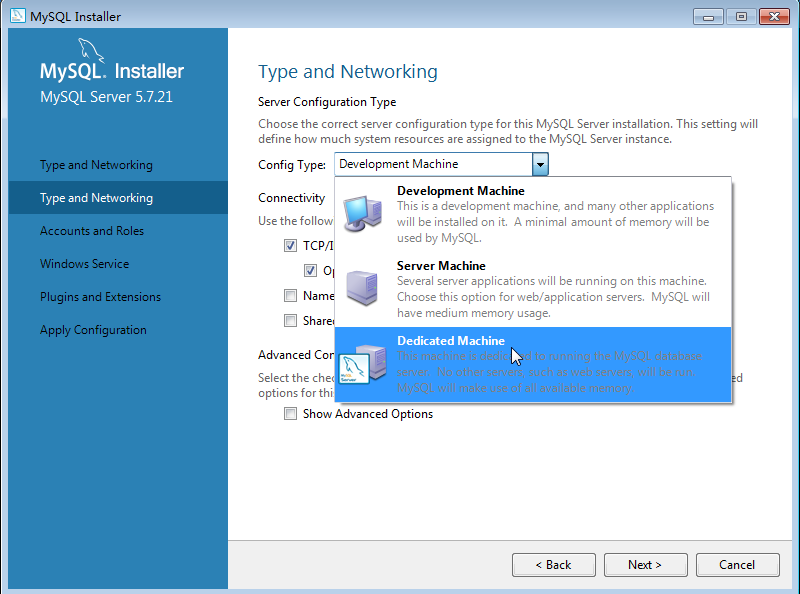 MySQL Installer
MySQL® Installer
MySQL Server 5.7.21
Type and Networking
Type and Networking
Accounts and Roles
Windows Service
Plugins and Extensions
Apply Configuration
Type and Networking
Server Configuration Type
Choose the correct server configuration type for this MySQL Server installation. This setting will
define how much system resources are assigned to the MySQL Server instance.
Config Type: Development Machine
Development Machine
This is a development machine, and many other applications
will be installed on it. A minimal amount of memory will be
used by MySQL.
Server Machine
Several server applications will be running on this machine.
Choose this option for web/application servers. MySQL will
have medium memory usage.
Dedicated Machine
This machine is dedicated to running the MySQL database
server. No other servers, such as web servers, will be run.
MySQL will make use of all available memory.
MySQL
Server
Connectivity
Use the follow
TCP/I
Op
Name
Share
Advanced Con
Select the che ed
options for this
Show Advanced Options
< Back
Next >
Cancel